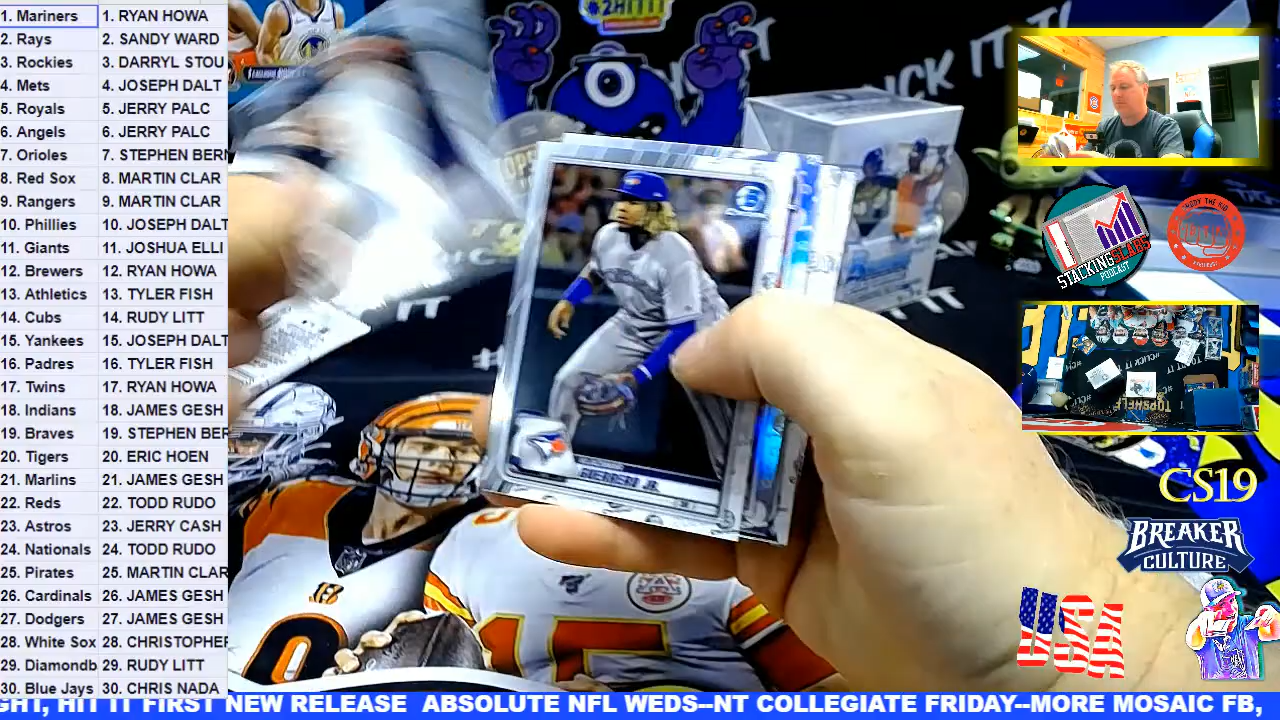 1. Mariners 1. RYAN HOWA
2. Rays 2. SANDY WARD
3. Rockies 3. DARRYL STOU
4. Mets 4. JOSEPH DALT
5. Royals 5. JERRY PALC
6. Angels 6. JERRY PALC
7. Orioles 7. STEPHEN BERN
8. Red Sox 8. MARTIN CLAR
9. Rangers 9. MARTIN CLAR
10. Phillies 10. JOSEPH DALT
11. Giants 11. JOSHUA ELLI
12. Brewers 12. RYAN HOWA
13. Athletics 13. TYLER FISH
14. Cubs 14. RUDY LITT
15. Yankees 15. JOSEPH DALT
16. Padres 16. TYLER FISH
17. Twins 17. RYAN HOWA
18. Indians 18. JAMES GESH
19. Braves 19. STEPHEN BER
20. Tigers 20. ERIC HOEN
21. Marlins 21. JAMES GESH
22. Reds 22. TODD RUDO
23. Astros 23. JERRY CASH
24. Nationals 24. TODD RUDO
25. Pirates 25. MARTIN CLAR
26. Cardinals 26. JAMES GESH
27. Dodgers 27. JAMES GESH
28. White Sox 28. CHRISTOPHE
29. Diamondb 29. RUDY LITT
30. Blue Jays 30. CHRIS NADA
STACKING SLABS
PODCAST
CS19
BREAKER
CULTURE
USA
HIT IT FIRST NEW RELEASE ABSOLUTE NFL WEDS--NT COLLEGIATE FRIDAY--MORE MOSAIC FB,